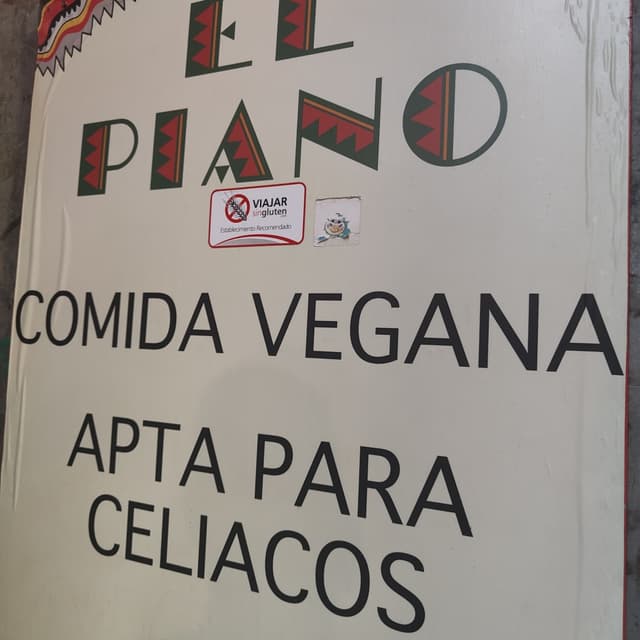 EL
PIANO
VIAJAR
singluten
Establecimiento Recomendado
COMIDA VEGANA
APTA PARA
CELIACOS